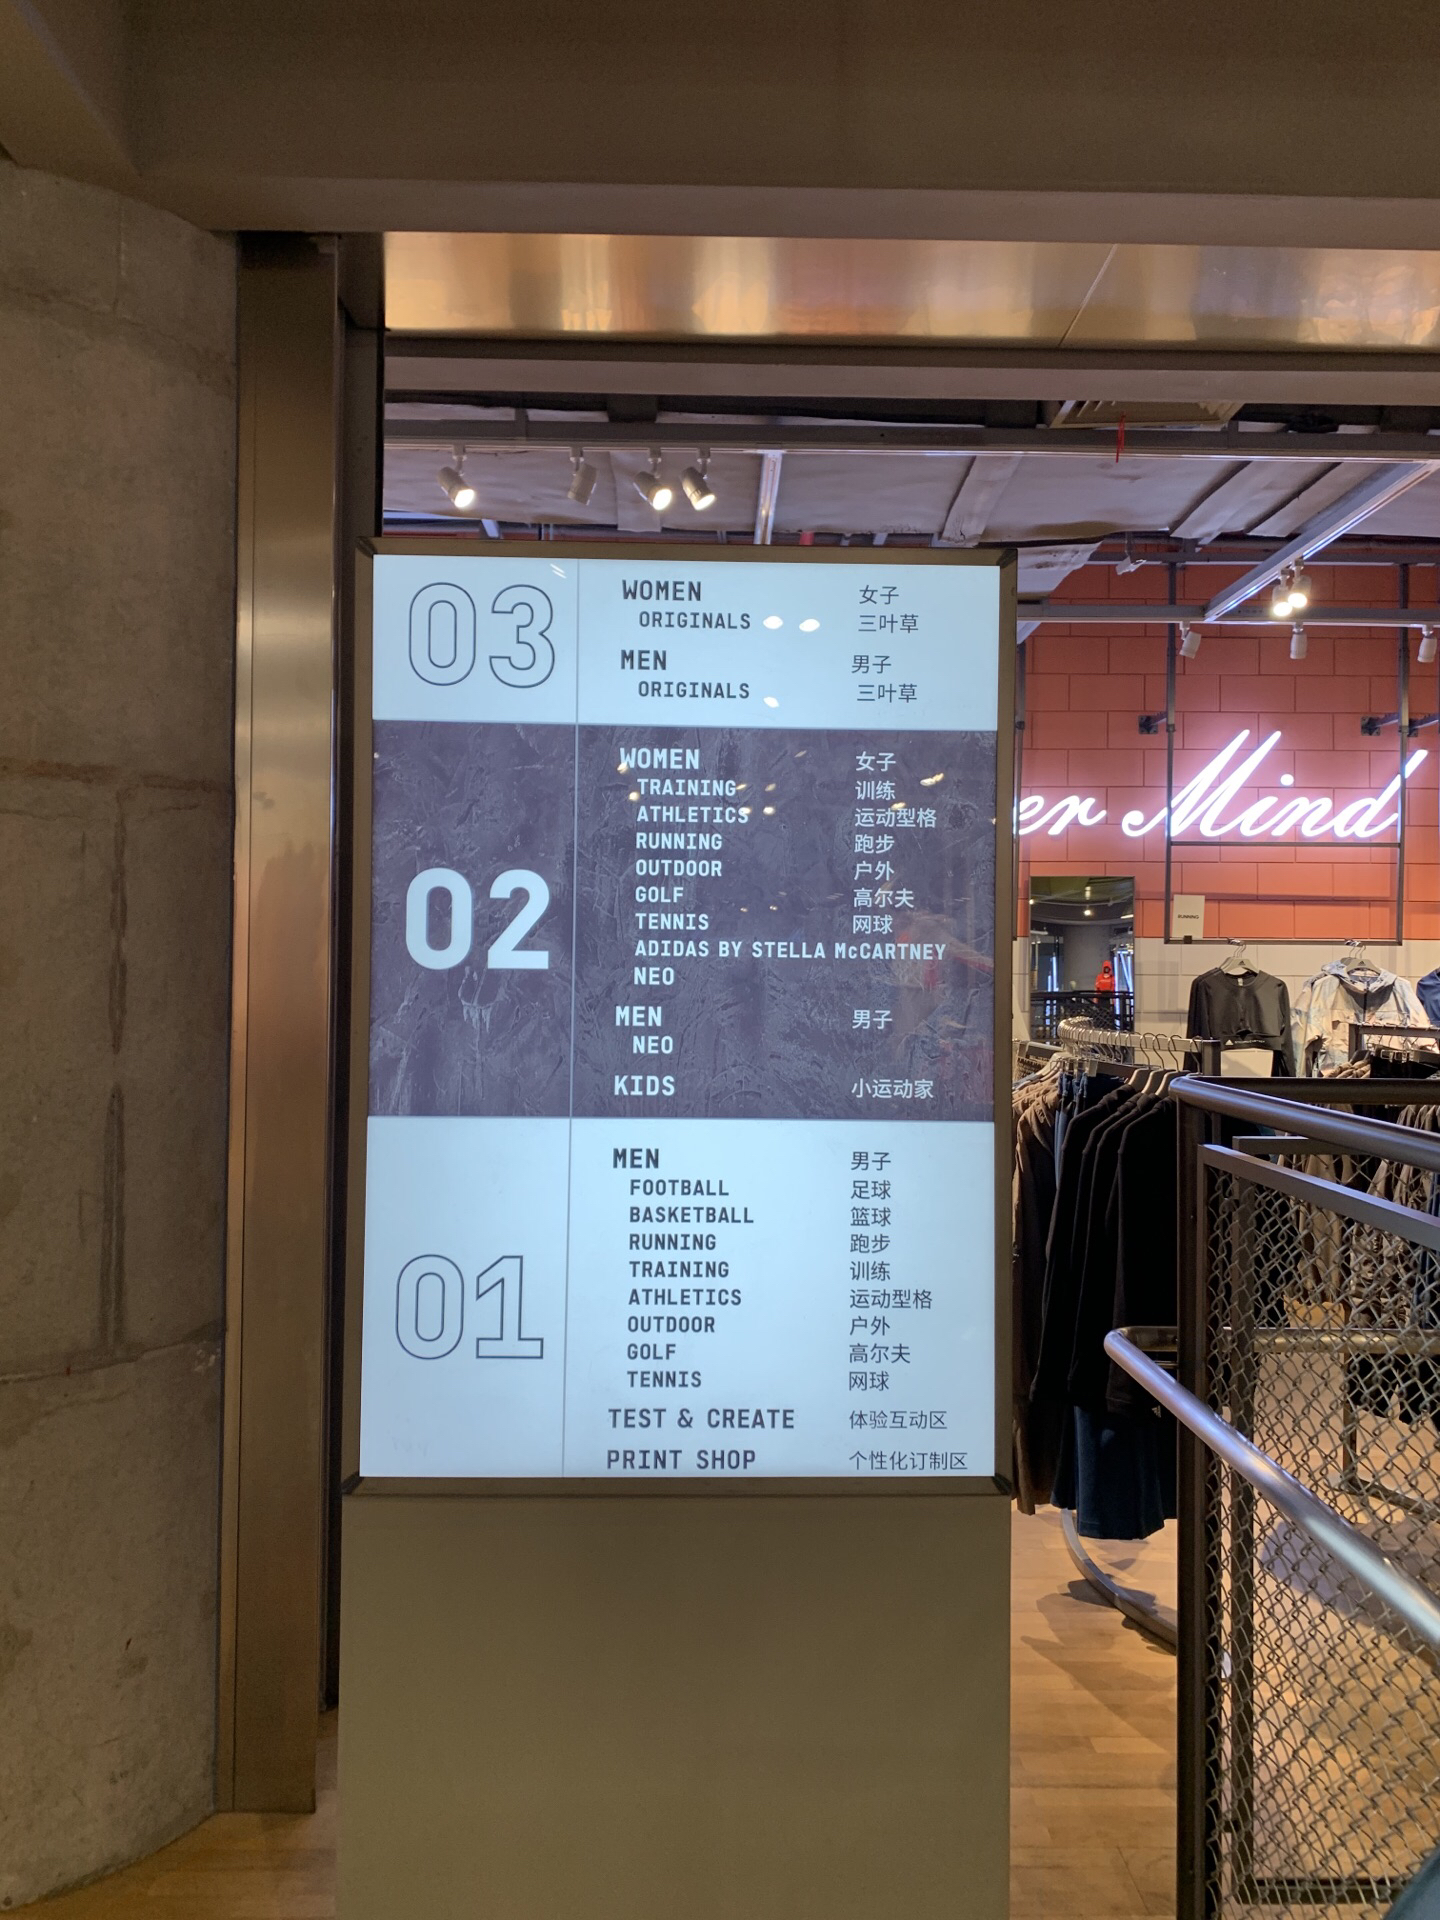 03
WOMEN 女子
ORIGINALS 三叶草
MEN 男子
ORIGINALS 三叶草
02
WOMEN 女子
TRAINING 训练
ATHLETICS 运动型格
RUNNING 跑步
OUTDOOR 户外
GOLF 高尔夫
TENNIS 网球
ADIDAS BY STELLA McCARTNEY
NEO
MEN 男子
NEO
KIDS 小运动家
01
MEN 男子
FOOTBALL 足球
BASKETBALL 篮球
RUNNING 跑步
TRAINING 训练
ATHLETICS 运动型格
OUTDOOR 户外
GOLF 高尔夫
TENNIS 网球
TEST & CREATE 体验互动区
PRINT SHOP 个性化订制区
er Mind
RUNNING